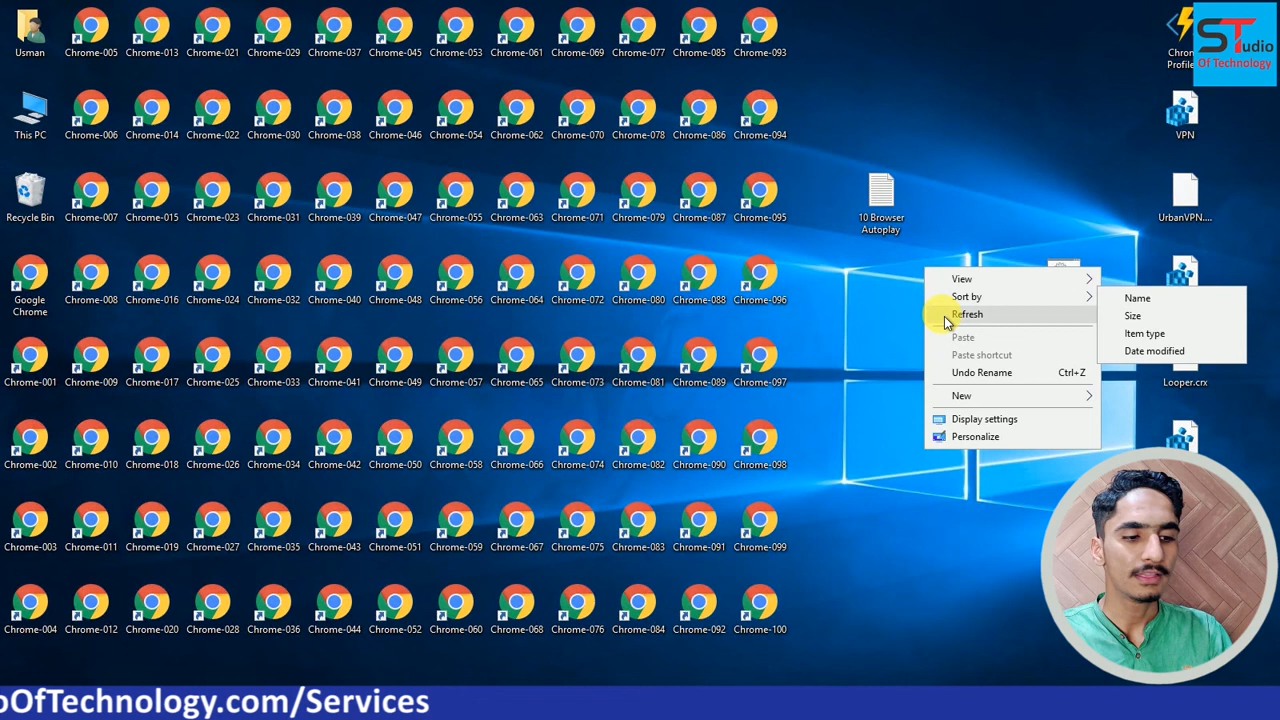 Usman
Chrome-005
Chrome-013
Chrome-021
Chrome-029
Chrome-037
Chrome-045
Chrome-053
Chrome-061
Chrome-069
Chrome-077
Chrome-085
Chrome-093
This PC
Chrome-006
Chrome-014
Chrome-022
Chrome-030
Chrome-038
Chrome-046
Chrome-054
Chrome-062
Chrome-070
Chrome-078
Chrome-086
Chrome-094
VPN
Recycle Bin
Chrome-007
Chrome-015
Chrome-023
Chrome-031
Chrome-039
Chrome-047
Chrome-055
Chrome-063
Chrome-071
Chrome-079
Chrome-087
Chrome-095
10 Browser
Autoplay
UrbanVPN....
Google
Chrome
Chrome-008
Chrome-016
Chrome-024
Chrome-032
Chrome-040
Chrome-048
Chrome-056
Chrome-064
Chrome-072
Chrome-080
Chrome-088
Chrome-096
Chrome-001
Chrome-009
Chrome-017
Chrome-025
Chrome-033
Chrome-041
Chrome-049
Chrome-057
Chrome-065
Chrome-073
Chrome-081
Chrome-089
Chrome-097
Looper.crx
Chrome-002
Chrome-010
Chrome-018
Chrome-026
Chrome-034
Chrome-042
Chrome-050
Chrome-058
Chrome-066
Chrome-074
Chrome-082
Chrome-090
Chrome-098
Chrome-003
Chrome-011
Chrome-019
Chrome-027
Chrome-035
Chrome-043
Chrome-051
Chrome-059
Chrome-067
Chrome-075
Chrome-083
Chrome-091
Chrome-099
Chrome-004
Chrome-012
Chrome-020
Chrome-028
Chrome-036
Chrome-044
Chrome-052
Chrome-060
Chrome-068
Chrome-076
Chrome-084
Chrome-092
Chrome-100
View
Sort by
Refresh
Paste
Paste shortcut
Undo Rename Ctrl+Z
New
Display settings
Personalize
Name
Size
Item type
Date modified
STudio
Of Technology
oOfTechnology.com/Services